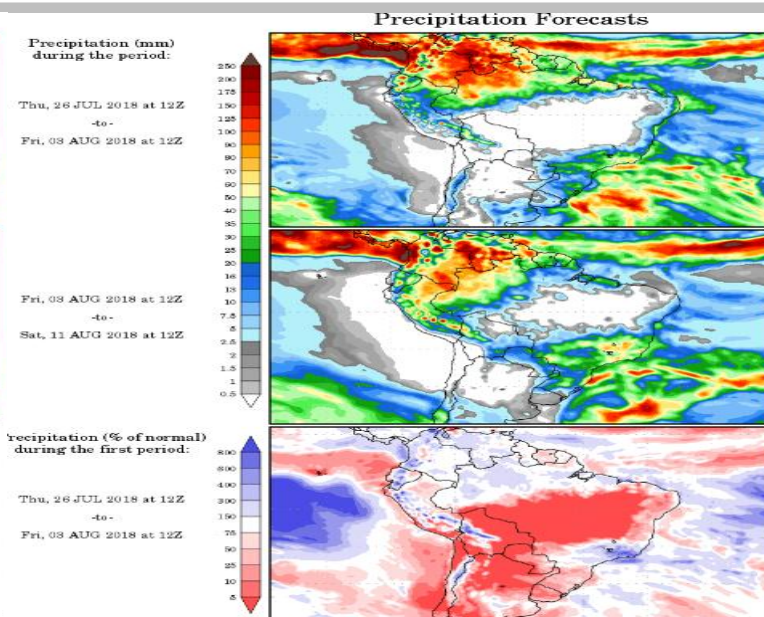 Precipitation Forecasts
Precipitation (mm)
during the period:
Thu, 26 JUL 2018 at 12Z
-to-
Fri, 03 AUG 2018 at 12Z
250
200
175
150
125
100
90
80
70
60
50
40
35
30
25
20
16
13
10
7.5
5
2.5
2
1.5
1
0.5
Fri, 03 AUG 2018 at 12Z
-to-
Sat, 11 AUG 2018 at 12Z
recipitation (% of normal)
during the first period:
Thu, 26 JUL 2018 at 12Z
-to-
Fri, 03 AUG 2018 at 12Z
800
600
400
200
150
75
50
25
10
5